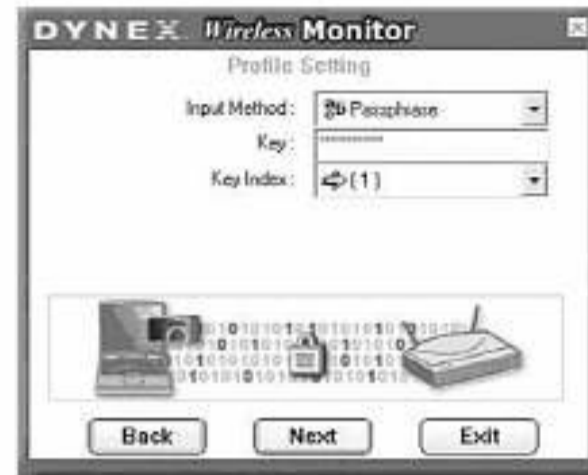 DYNEX Wireless Monitor
Profile Setting
Input Method: Passphrase
Key: ************
Key Index: (1)
Back Next Exit